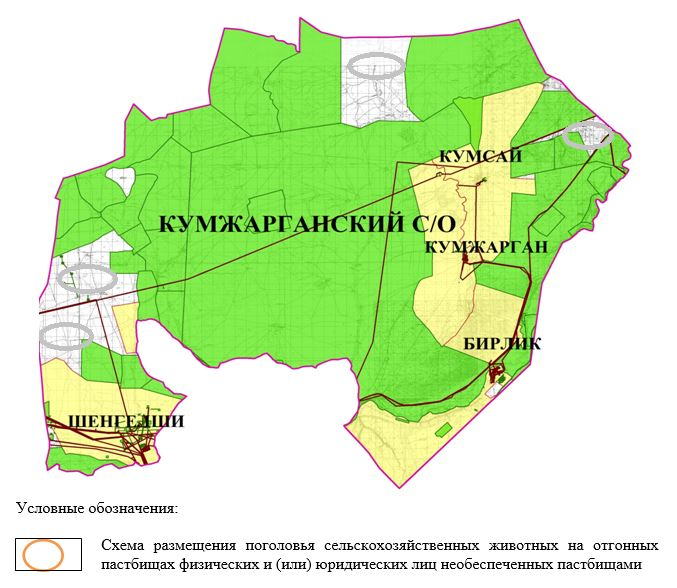 КУМСАЙ
КУМЖАРГАНСКИЙ С/О
КУМЖАРГАН
БИРЛИК
ШЕНГЕЛШИ
Условные обозначения:
Схема размещения поголовья сельскохозяйственных животных на отгонных
пастбищах физических и (или) юридических лиц необеспеченных пастбищами